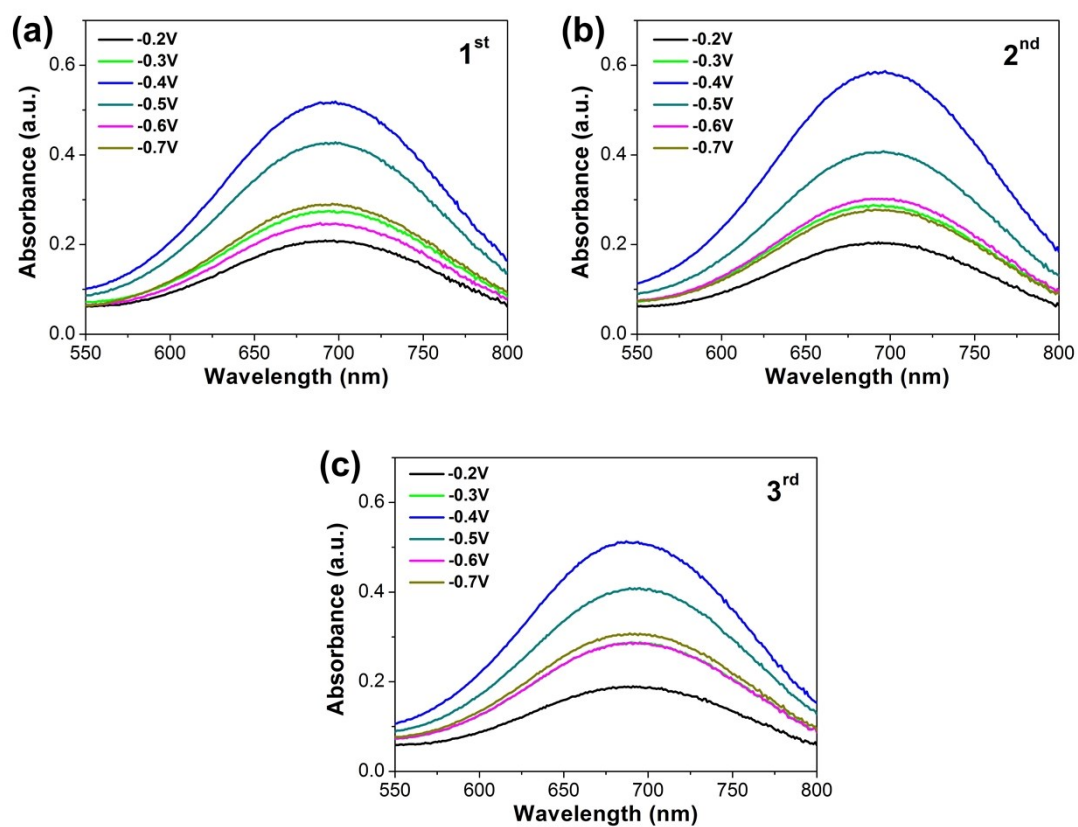 (a)
1st
-0.2V
-0.3V
-0.4V
-0.5V
-0.6V
-0.7V
Absorbance (a.u.)
0.6
0.4
0.2
0.0
550 600 650 700 750 800
Wavelength (nm)
(b)
2nd
-0.2V
-0.3V
-0.4V
-0.5V
-0.6V
-0.7V
Absorbance (a.u.)
0.6
0.4
0.2
0.0
550 600 650 700 750 800
Wavelength (nm)
(c)
3rd
-0.2V
-0.3V
-0.4V
-0.5V
-0.6V
-0.7V
Absorbance (a.u.)
0.6
0.4
0.2
0.0
550 600 650 700 750 800
Wavelength (nm)